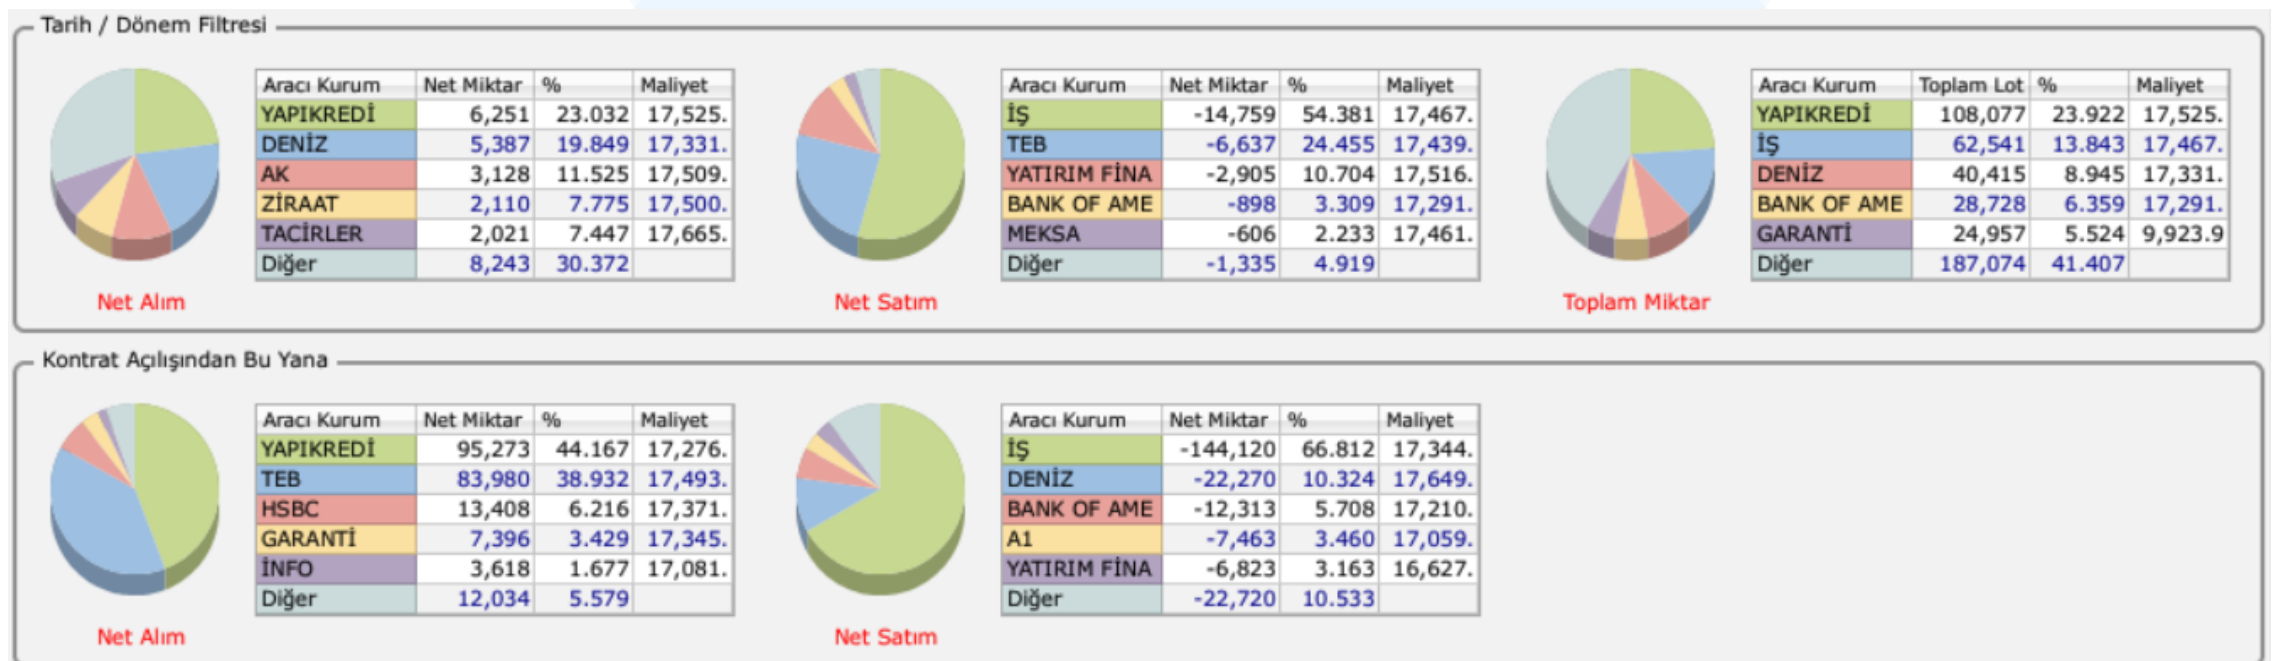 Tarih / Dönem Filtresi
Aracı Kurum Net Miktar % Maliyet
YAPIKREDİ 6,251 23.032 17,525.
DENİZ 5,387 19.849 17,331.
AK 3,128 11.525 17,509.
ZİRAAT 2,110 7.775 17,500.
TACİRLER 2,021 7.447 17,665.
Diğer 8,243 30.372
Net Alım
Aracı Kurum Net Miktar % Maliyet
İŞ -14,759 54.381 17,467.
TEB -6,637 24.455 17,439.
YATIRIM FİNA -2,905 10.704 17,516.
BANK OF AME -898 3.309 17,291.
MEKSA -606 2.233 17,461.
Diğer -1,335 4.919
Net Satım
Aracı Kurum Toplam Lot % Maliyet
YAPIKREDİ 108,077 23.922 17,525.
İŞ 62,541 13.843 17,467.
DENİZ 40,415 8.945 17,331.
BANK OF AME 28,728 6.359 17,291.
GARANTİ 24,957 5.524 9,923.9
Diğer 187,074 41.407
Toplam Miktar
Kontrat Açılışından Bu Yana
Aracı Kurum Net Miktar % Maliyet
YAPIKREDİ 95,273 44.167 17,276.
TEB 83,980 38.932 17,493.
HSBC 13,408 6.216 17,371.
GARANTİ 7,396 3.429 17,345.
İNFO 3,618 1.677 17,081.
Diğer 12,034 5.579
Net Alım
Aracı Kurum Net Miktar % Maliyet
İŞ -144,120 66.812 17,344.
DENİZ -22,270 10.324 17,649.
BANK OF AME -12,313 5.708 17,210.
A1 -7,463 3.460 17,059.
YATIRIM FİNA -6,823 3.163 16,627.
Diğer -22,720 10.533
Net Satım